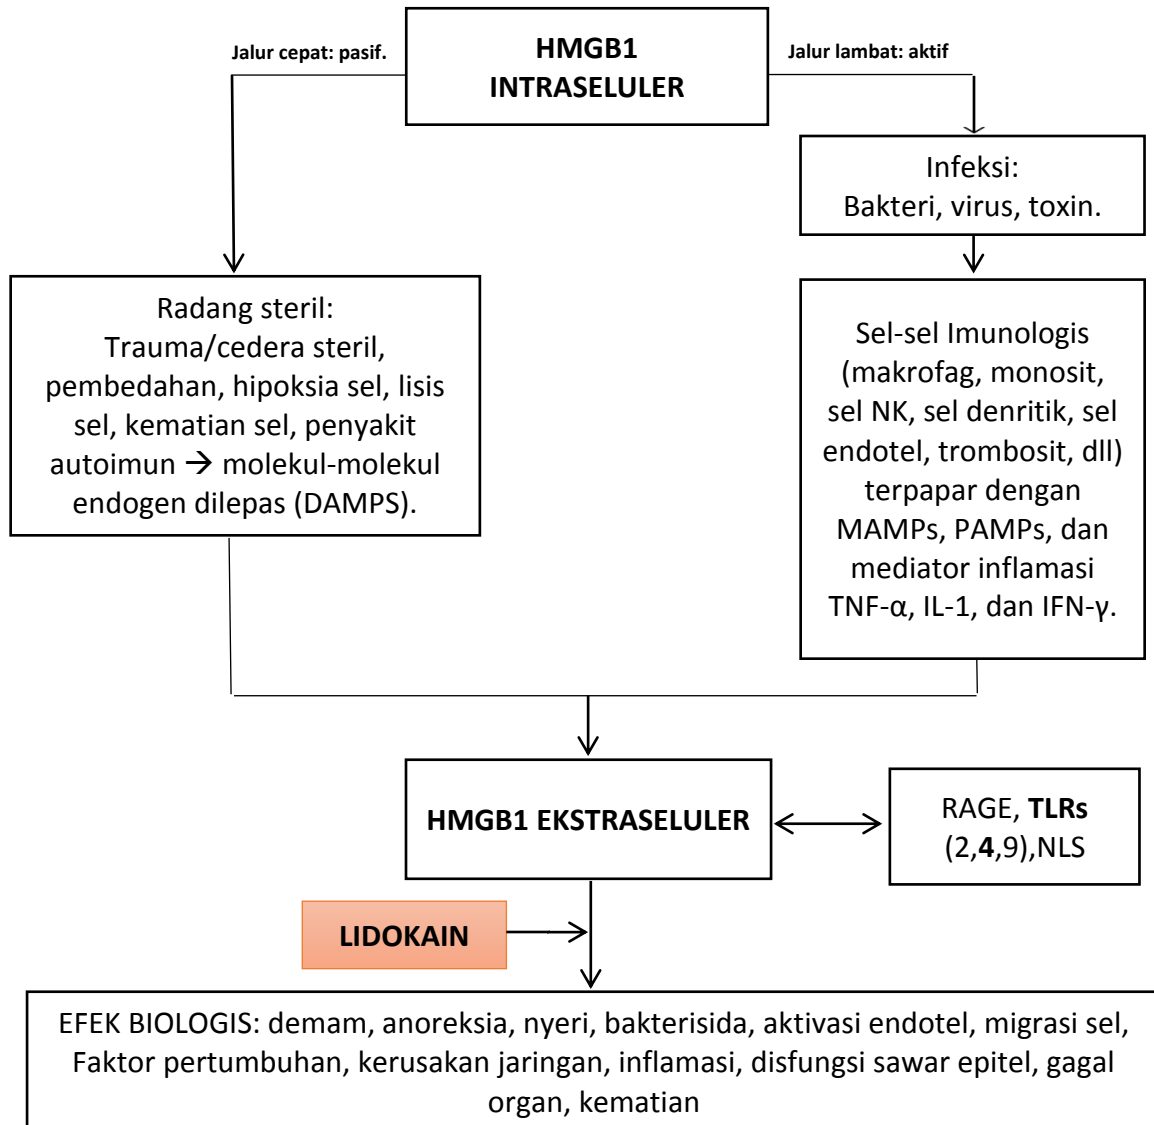 Jalur cepat: pasif.
HMGB1
INTRASELULER
Jalur lambat: aktif
Infeksi:
Bakteri, virus, toxin.
Radang steril:
Trauma/cedera steril,
pembedahan, hipoksia sel, lisis
sel, kematian sel, penyakit
autoimun → molekul-molekul
endogen dilepas (DAMPS).
Sel-sel Imunologis
(makrofag, monosit,
sel NK, sel denritik, sel
endotel, trombosit, dll)
terpapar dengan
MAMPs, PAMPs, dan
mediator inflamasi
TNF-α, IL-1, dan IFN-γ.
HMGB1 EKSTRASELULER
RAGE, TLRs
(2,4,9),NLS
LIDOKAIN
EFEK BIOLOGIS: demam, anoreksia, nyeri, bakterisida, aktivasi endotel, migrasi sel,
Faktor pertumbuhan, kerusakan jaringan, inflamasi, disfungsi sawar epitel, gagal
organ, kematian